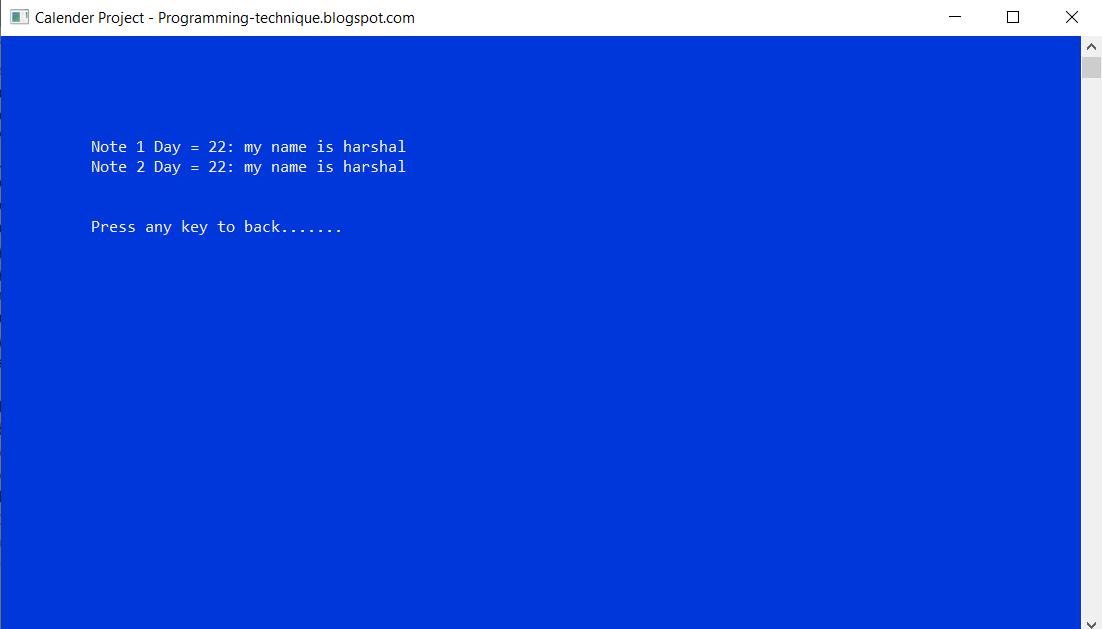 Calender Project - Programming-technique.blogspot.com
Note 1 Day = 22: my name is harshal
Note 2 Day = 22: my name is harshal
Press any key to back.......